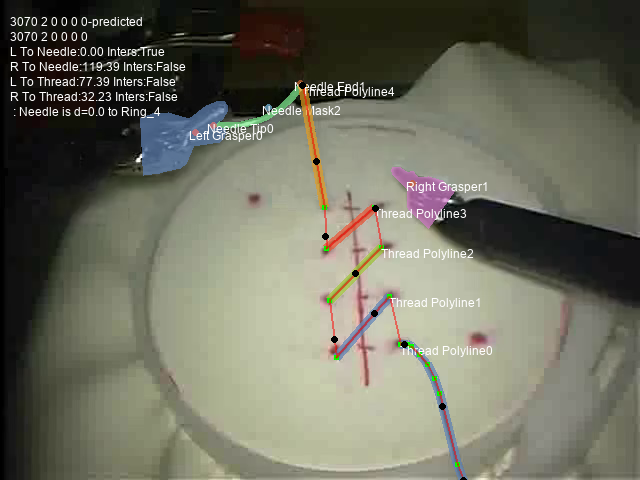 3070 2 0 0 0 0-predicted
3070 2 0 0 0 0
L To Needle:0.00 Inters:True
R To Needle:119.39 Inters:False
L To Thread:77.39 Inters:False
R To Thread:32.23 Inters:False
: Needle is d=0.0 to Ring_4
Needle End1
Thread Polyline4
Needle Mask2
Needle Tip0
Left Grasper0
Right Grasper1
Thread Polyline3
Thread Polyline2
Thread Polyline1
Thread Polyline0